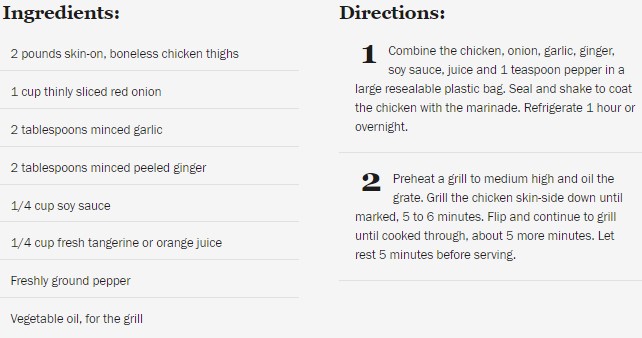 Ingredients:
2 pounds skin-on, boneless chicken thighs
1 cup thinly sliced red onion
2 tablespoons minced garlic
2 tablespoons minced peeled ginger
1/4 cup soy sauce
1/4 cup fresh tangerine or orange juice
Freshly ground pepper
Vegetable oil, for the grill
Directions:
1 Combine the chicken, onion, garlic, ginger,
soy sauce, juice and 1 teaspoon pepper in a
large resealable plastic bag. Seal and shake to coat
the chicken with the marinade. Refrigerate 1 hour or
overnight.
2 Preheat a grill to medium high and oil the
grate. Grill the chicken skin-side down until
marked, 5 to 6 minutes. Flip and continue to grill
until cooked through, about 5 more minutes. Let
rest 5 minutes before serving.